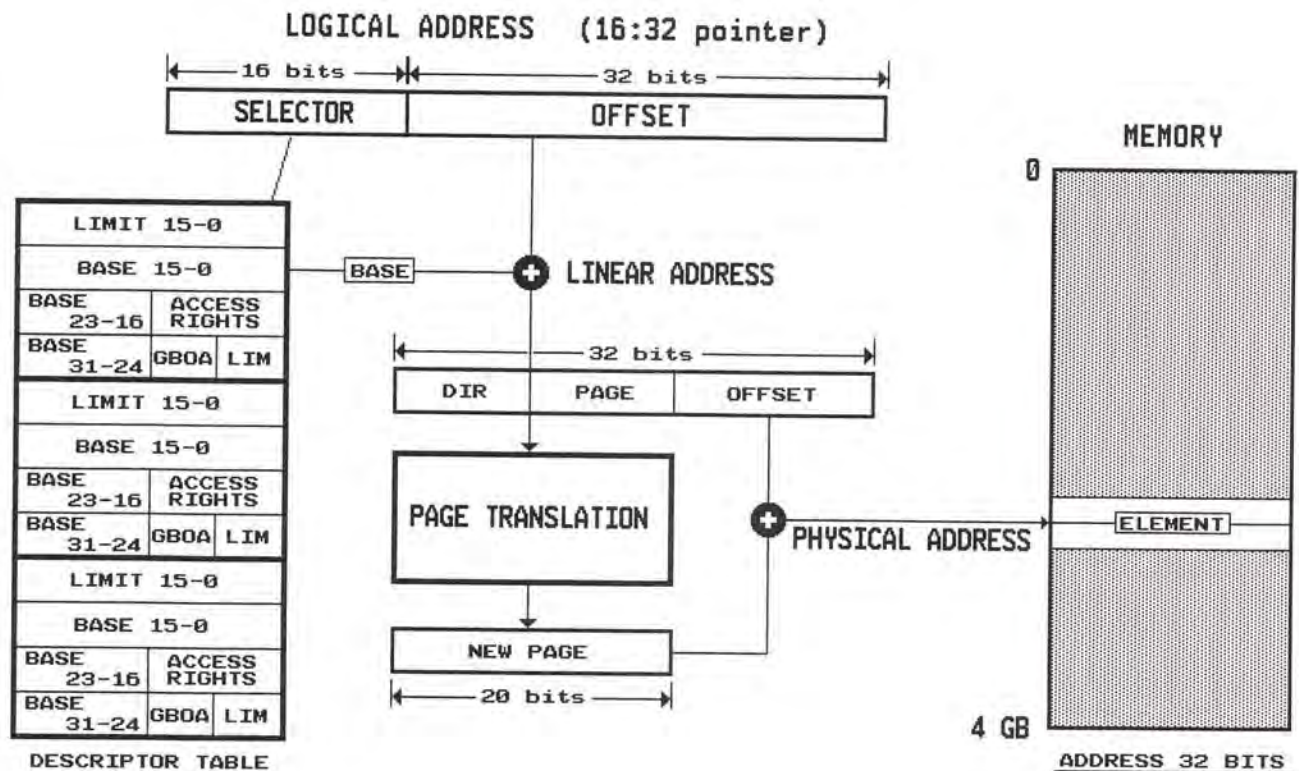 LOGICAL ADDRESS (16:32 pointer)
16 bits
32 bits
SELECTOR
OFFSET
MEMORY
0
LIMIT 15-0
BASE 15-0
BASE
LINEAR ADDRESS
BASE
23-16
ACCESS
RIGHTS
BASE
31-24
GBOA
LIM
32 bits
DIR
PAGE
OFFSET
LIMIT 15-0
BASE 15-0
BASE
23-16
ACCESS
RIGHTS
BASE
31-24
GBOA
LIM
PAGE TRANSLATION
PHYSICAL ADDRESS
ELEMENT
LIMIT 15-0
BASE 15-0
BASE
23-16
ACCESS
RIGHTS
BASE
31-24
GBOA
LIM
NEW PAGE
20 bits
4 GB
DESCRIPTOR TABLE
ADDRESS 32 BITS